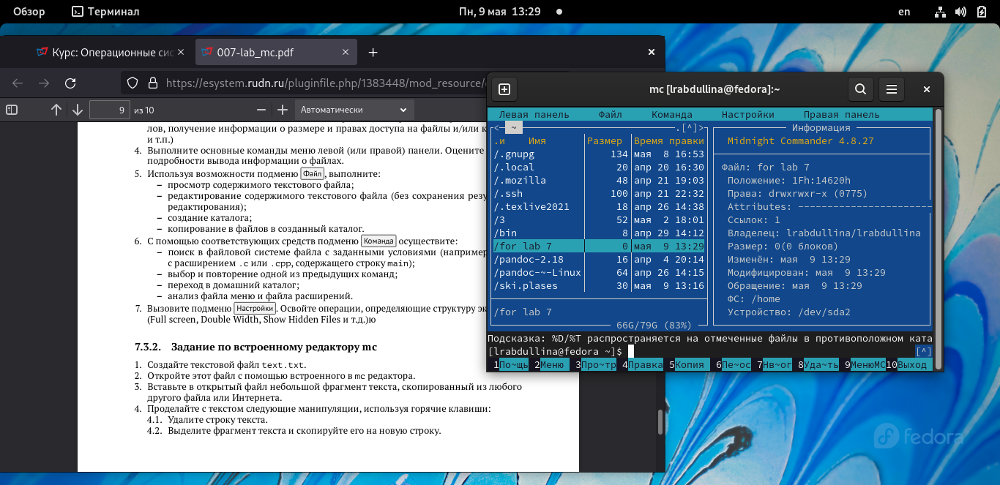 Обзор
Терминал
Пн, 9 мая 13:29
en
Курс: Операционные сис
007-lab_mc.pdf
https://esystem.rudn.ru/pluginfile.php/1383448/mod_resource/
9 из 10
Автоматически
лов, получение информации о размере и правах доступа на файлы и/или к
и т.п.)
4. Выполните основные команды меню левой (или правой) панели. Оцените
подробности вывода информации о файлах.
5. Используя возможности подменю Файл, выполните:
– просмотр содержимого текстового файла;
– редактирование содержимого текстового файла (без сохранения резу
редактирования);
– создание каталога;
– копирование в файлов в созданный каталог.
6. С помощью соответствующих средств подменю Команда осуществите:
– поиск в файловой системе файла с заданными условиями (например
с расширением .c или .cpp, содержащего строку main);
– выбор и повторение одной из предыдущих команд;
– переход в домашний каталог;
– анализ файла меню и файла расширений.
7. Вызовите подменю Настройки. Освойте операции, определяющие структуру эк
(Full screen, Double Width, Show Hidden Files и т.д.)ю
7.3.2. Задание по встроенному редактору mc
1. Создайте текстовой файл text.txt.
2. Откройте этот файл с помощью встроенного в mc редактора.
3. Вставьте в открытый файл небольшой фрагмент текста, скопированный из любого
другого файла или Интернета.
4. Проделайте с текстом следующие манипуляции, используя горячие клавиши:
4.1. Удалите строку текста.
4.2. Выделите фрагмент текста и скопируйте его на новую строку.
mc [lrabdullina@fedora]:~
Левая панель Файл Команда Настройки Правая панель
<─ ~ .[^]>
.и Имя Размер Время правки
/.gnupg 134 мая 8 16:53
/.local 20 апр 20 16:30
/.mozilla 48 апр 21 19:03
/.ssh 100 апр 21 22:32
/.texlive2021 18 апр 26 14:38
/3 52 мая 2 18:01
/bin 8 апр 29 14:12
/for lab 7 0 мая 9 13:29
/pandoc-2.18 16 апр 4 20:14
/pandoc-~-Linux 64 апр 26 14:15
/ski.plases 30 мая 9 13:16
/for lab 7
66G/79G (83%)
Информация
Midnight Commander 4.8.27
Файл: for lab 7
Положение: 1Fh:14620h
Права: drwxrwxr-x (0775)
Attributes: -----------------------
Ссылок: 1
Владелец: lrabdullina/lrabdullina
Размер: 0(0 блоков)
Изменён: мая 9 13:29
Модифицирован: мая 9 13:29
Обращение: мая 9 13:29
ФС: /home
Устройство: /dev/sda2
Подсказка: %D/%T распространяется на отмеченные файлы в противоположном ката
[lrabdullina@fedora ~]$ [^]
1По~щь 2Меню 3Про~тр 4Правка 5Копия 6Пе~ос 7Нв~ог 8Уда~ть 9МенюMC10Выход
fedora